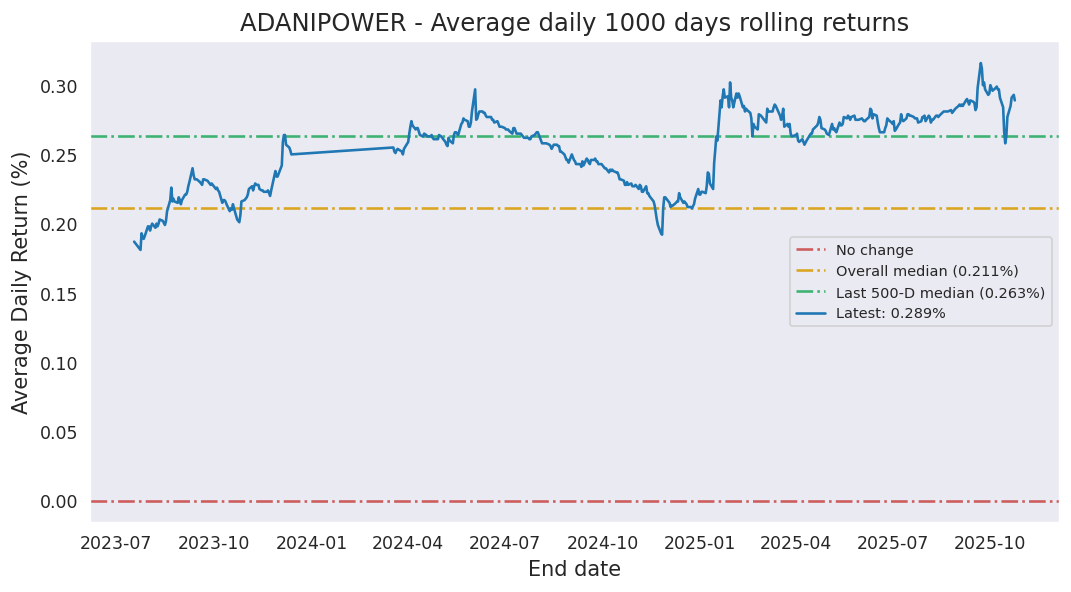 ADANIPOWER - Average daily 1000 days rolling returns
Average Daily Return (%)
0.30
0.25
0.20
0.15
0.10
0.05
0.00
No change
Overall median (0.211%)
Last 500-D median (0.263%)
Latest: 0.289%
2023-07 2023-10 2024-01 2024-04 2024-07 2024-10 2025-01 2025-04 2025-07 2025-10
End date